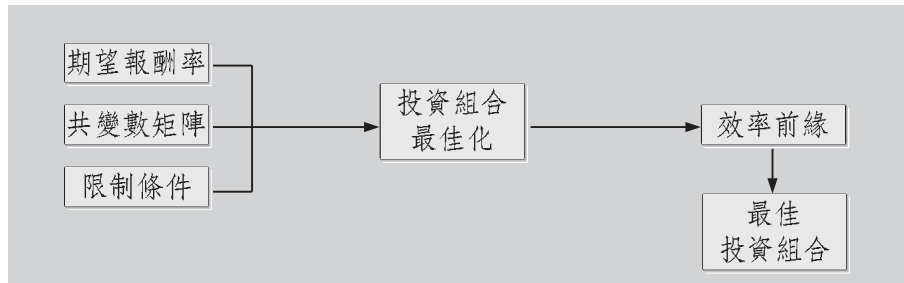 期望報酬率
共變數矩陣
限制條件
投資組合
最佳化
效率前緣
最佳
投資組合